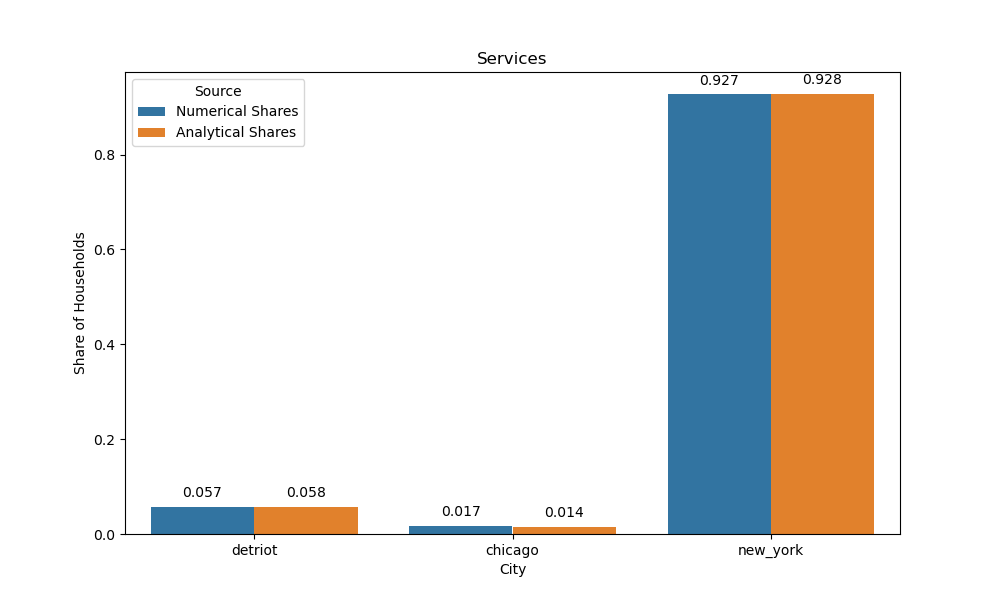 Services
Source
Numerical Shares
Analytical Shares
0.927
0.928
0.8
0.6
0.4
0.2
0.0
Share of Households
0.057
0.058
0.017
0.014
detriot
chicago
new_york
City